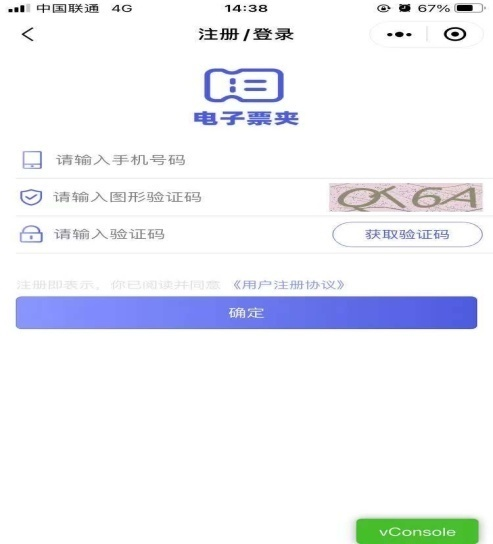 中国联通 4G 14:38 67%
注册/登录
电子票夹
请输入手机号码
请输入图形验证码
请输入验证码 获取验证码
注册即表示，你已阅读并同意 《用户注册协议》
确定
vConsole